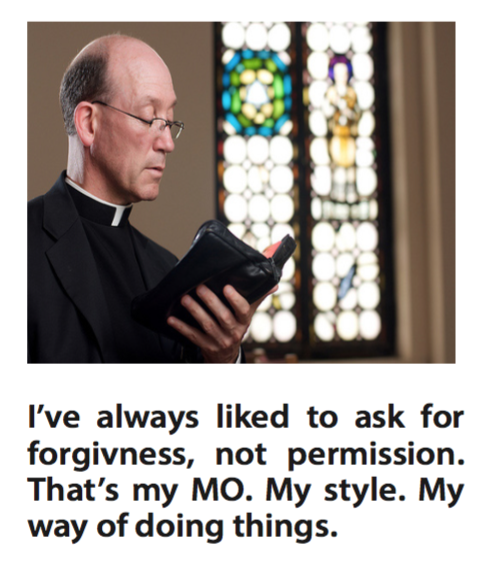 I've always liked to ask for
forgivness, not permission.
That's my MO. My style. My
way of doing things.